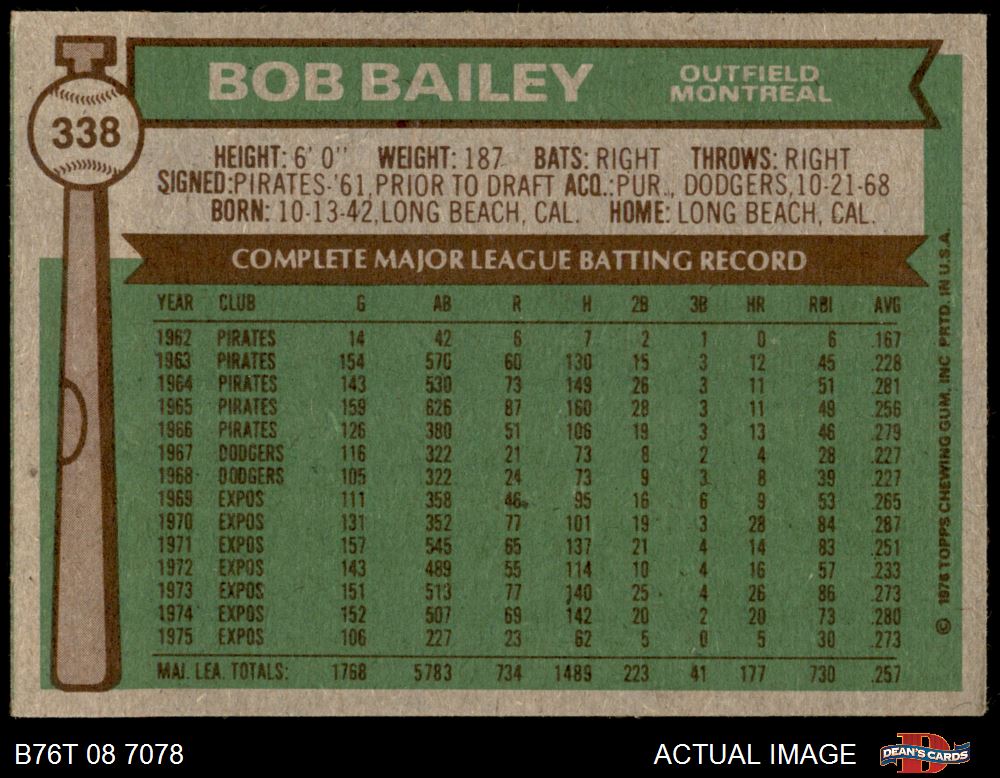 BOB BAILEY
OUTFIELD
MONTREAL
338
HEIGHT: 6' 0" WEIGHT: 187 BATS: RIGHT THROWS: RIGHT
SIGNED:PIRATES-'61,PRIOR TO DRAFT ACQ.:PUR., DODGERS,10-21-68
BORN: 10-13-42,LONG BEACH, CAL. HOME: LONG BEACH, CAL.
COMPLETE MAJOR LEAGUE BATTING RECORD
YEAR CLUB G AB R H 2B 3B HR RBI AVG
1962 PIRATES 14 42 6 7 2 1 0 6 .167
1963 PIRATES 154 570 60 130 15 3 12 45 .228
1964 PIRATES 143 530 73 149 26 3 11 51 .281
1965 PIRATES 159 626 87 160 28 3 11 49 .256
1966 PIRATES 126 380 51 106 19 3 13 46 .279
1967 DODGERS 116 322 21 73 8 2 4 28 .227
1968 DODGERS 105 322 24 73 9 3 8 39 .227
1969 EXPOS 111 358 46 95 16 6 9 53 .265
1970 EXPOS 131 352 77 101 19 3 28 84 .287
1971 EXPOS 157 545 65 137 21 4 14 83 .251
1972 EXPOS 143 489 55 114 10 4 16 57 .233
1973 EXPOS 151 513 77 140 25 4 26 86 .273
1974 EXPOS 152 507 69 142 20 2 20 73 .280
1975 EXPOS 106 227 23 62 5 0 5 30 .273
MAJ. LEA. TOTALS: 1768 5783 734 1489 223 41 177 730 .257
© 1976 TOPPS CHEWING GUM, INC PRTD. IN U.S.A.
B76T 08 7078
ACTUAL IMAGE
DEAN'S CARDS